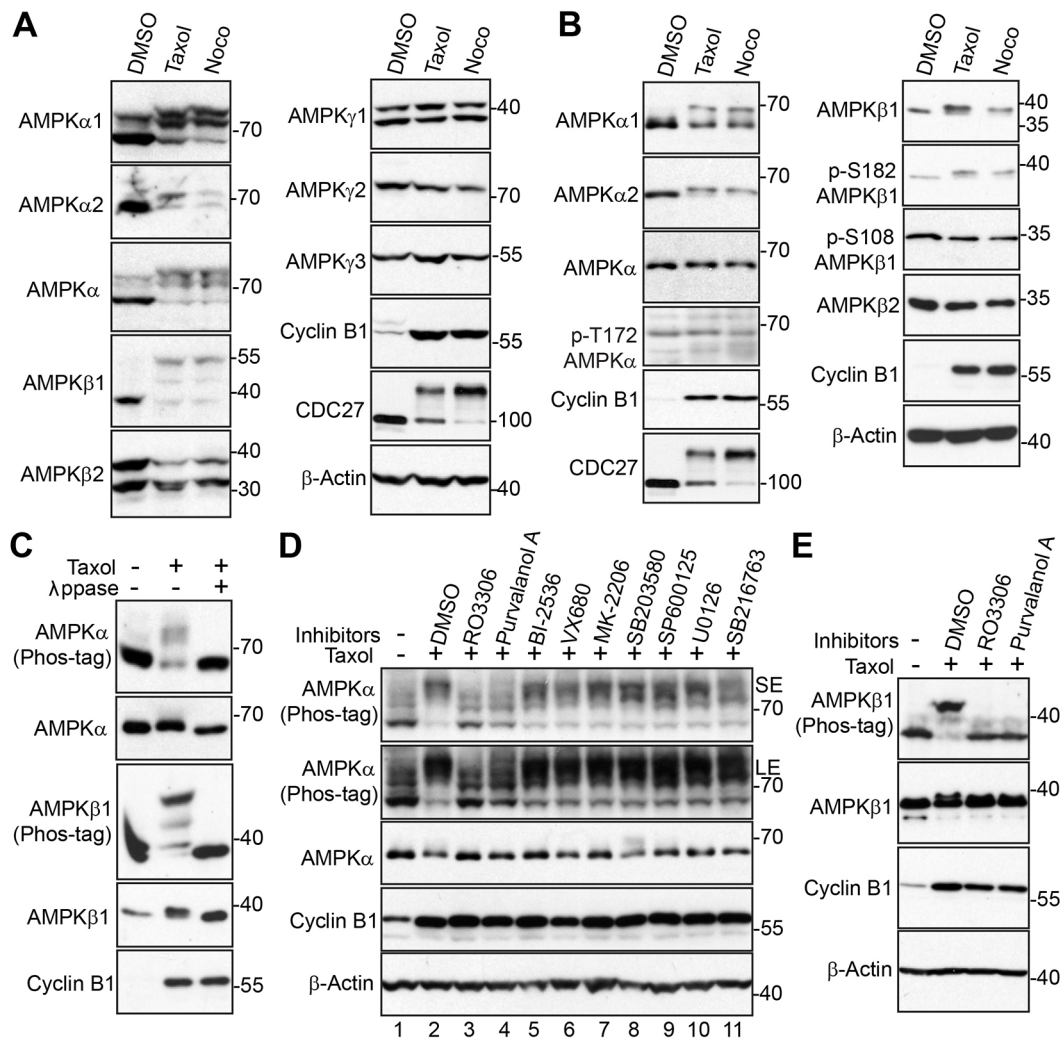 A
DMSO
Taxol
Noco
AMPKα1
70
AMPKα2
70
AMPKα
70
AMPKβ1
55
40
AMPKβ2
40
30
DMSO
Taxol
Noco
AMPKγ1
40
AMPKγ2
70
AMPKγ3
55
Cyclin B1
55
CDC27
100
β-Actin
40
B
DMSO
Taxol
Noco
AMPKα1
70
AMPKα2
70
AMPKα
70
p-T172
AMPKα
70
Cyclin B1
55
CDC27
100
DMSO
Taxol
Noco
AMPKβ1
40
35
p-S182
AMPKβ1
40
p-S108
AMPKβ1
35
AMPKβ2
35
Cyclin B1
55
β-Actin
40
C
Taxol - + +
λppase - - +
AMPKα
(Phos-tag)
70
AMPKα
70
AMPKβ1
(Phos-tag)
40
AMPKβ1
40
Cyclin B1
55
D
Inhibitors - DMSO RO3306 Purvalanol A BI-2536 VX680 MK-2206 SB203580 SP600125 U0126 SB216763
Taxol - + + + + + + + + + +
AMPKα
(Phos-tag)
SE
70
AMPKα
(Phos-tag)
LE
70
AMPKα
70
Cyclin B1
55
β-Actin
40
1 2 3 4 5 6 7 8 9 10 11
E
Inhibitors - DMSO RO3306 Purvalanol A
Taxol - + + +
AMPKβ1
(Phos-tag)
40
AMPKβ1
40
Cyclin B1
55
β-Actin
40